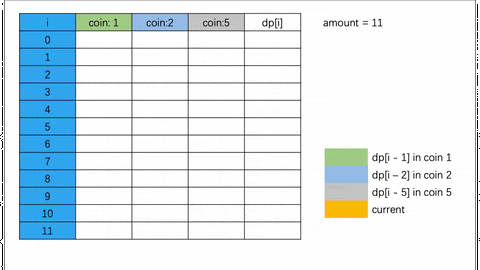 i coin: 1 coin:2 coin:5 dp[i]
amount = 11
0
1
2
3
4
5
6
7
8
9
10
11
dp[i - 1] in coin 1
dp[i – 2] in coin 2
dp[i - 5] in coin 5
current